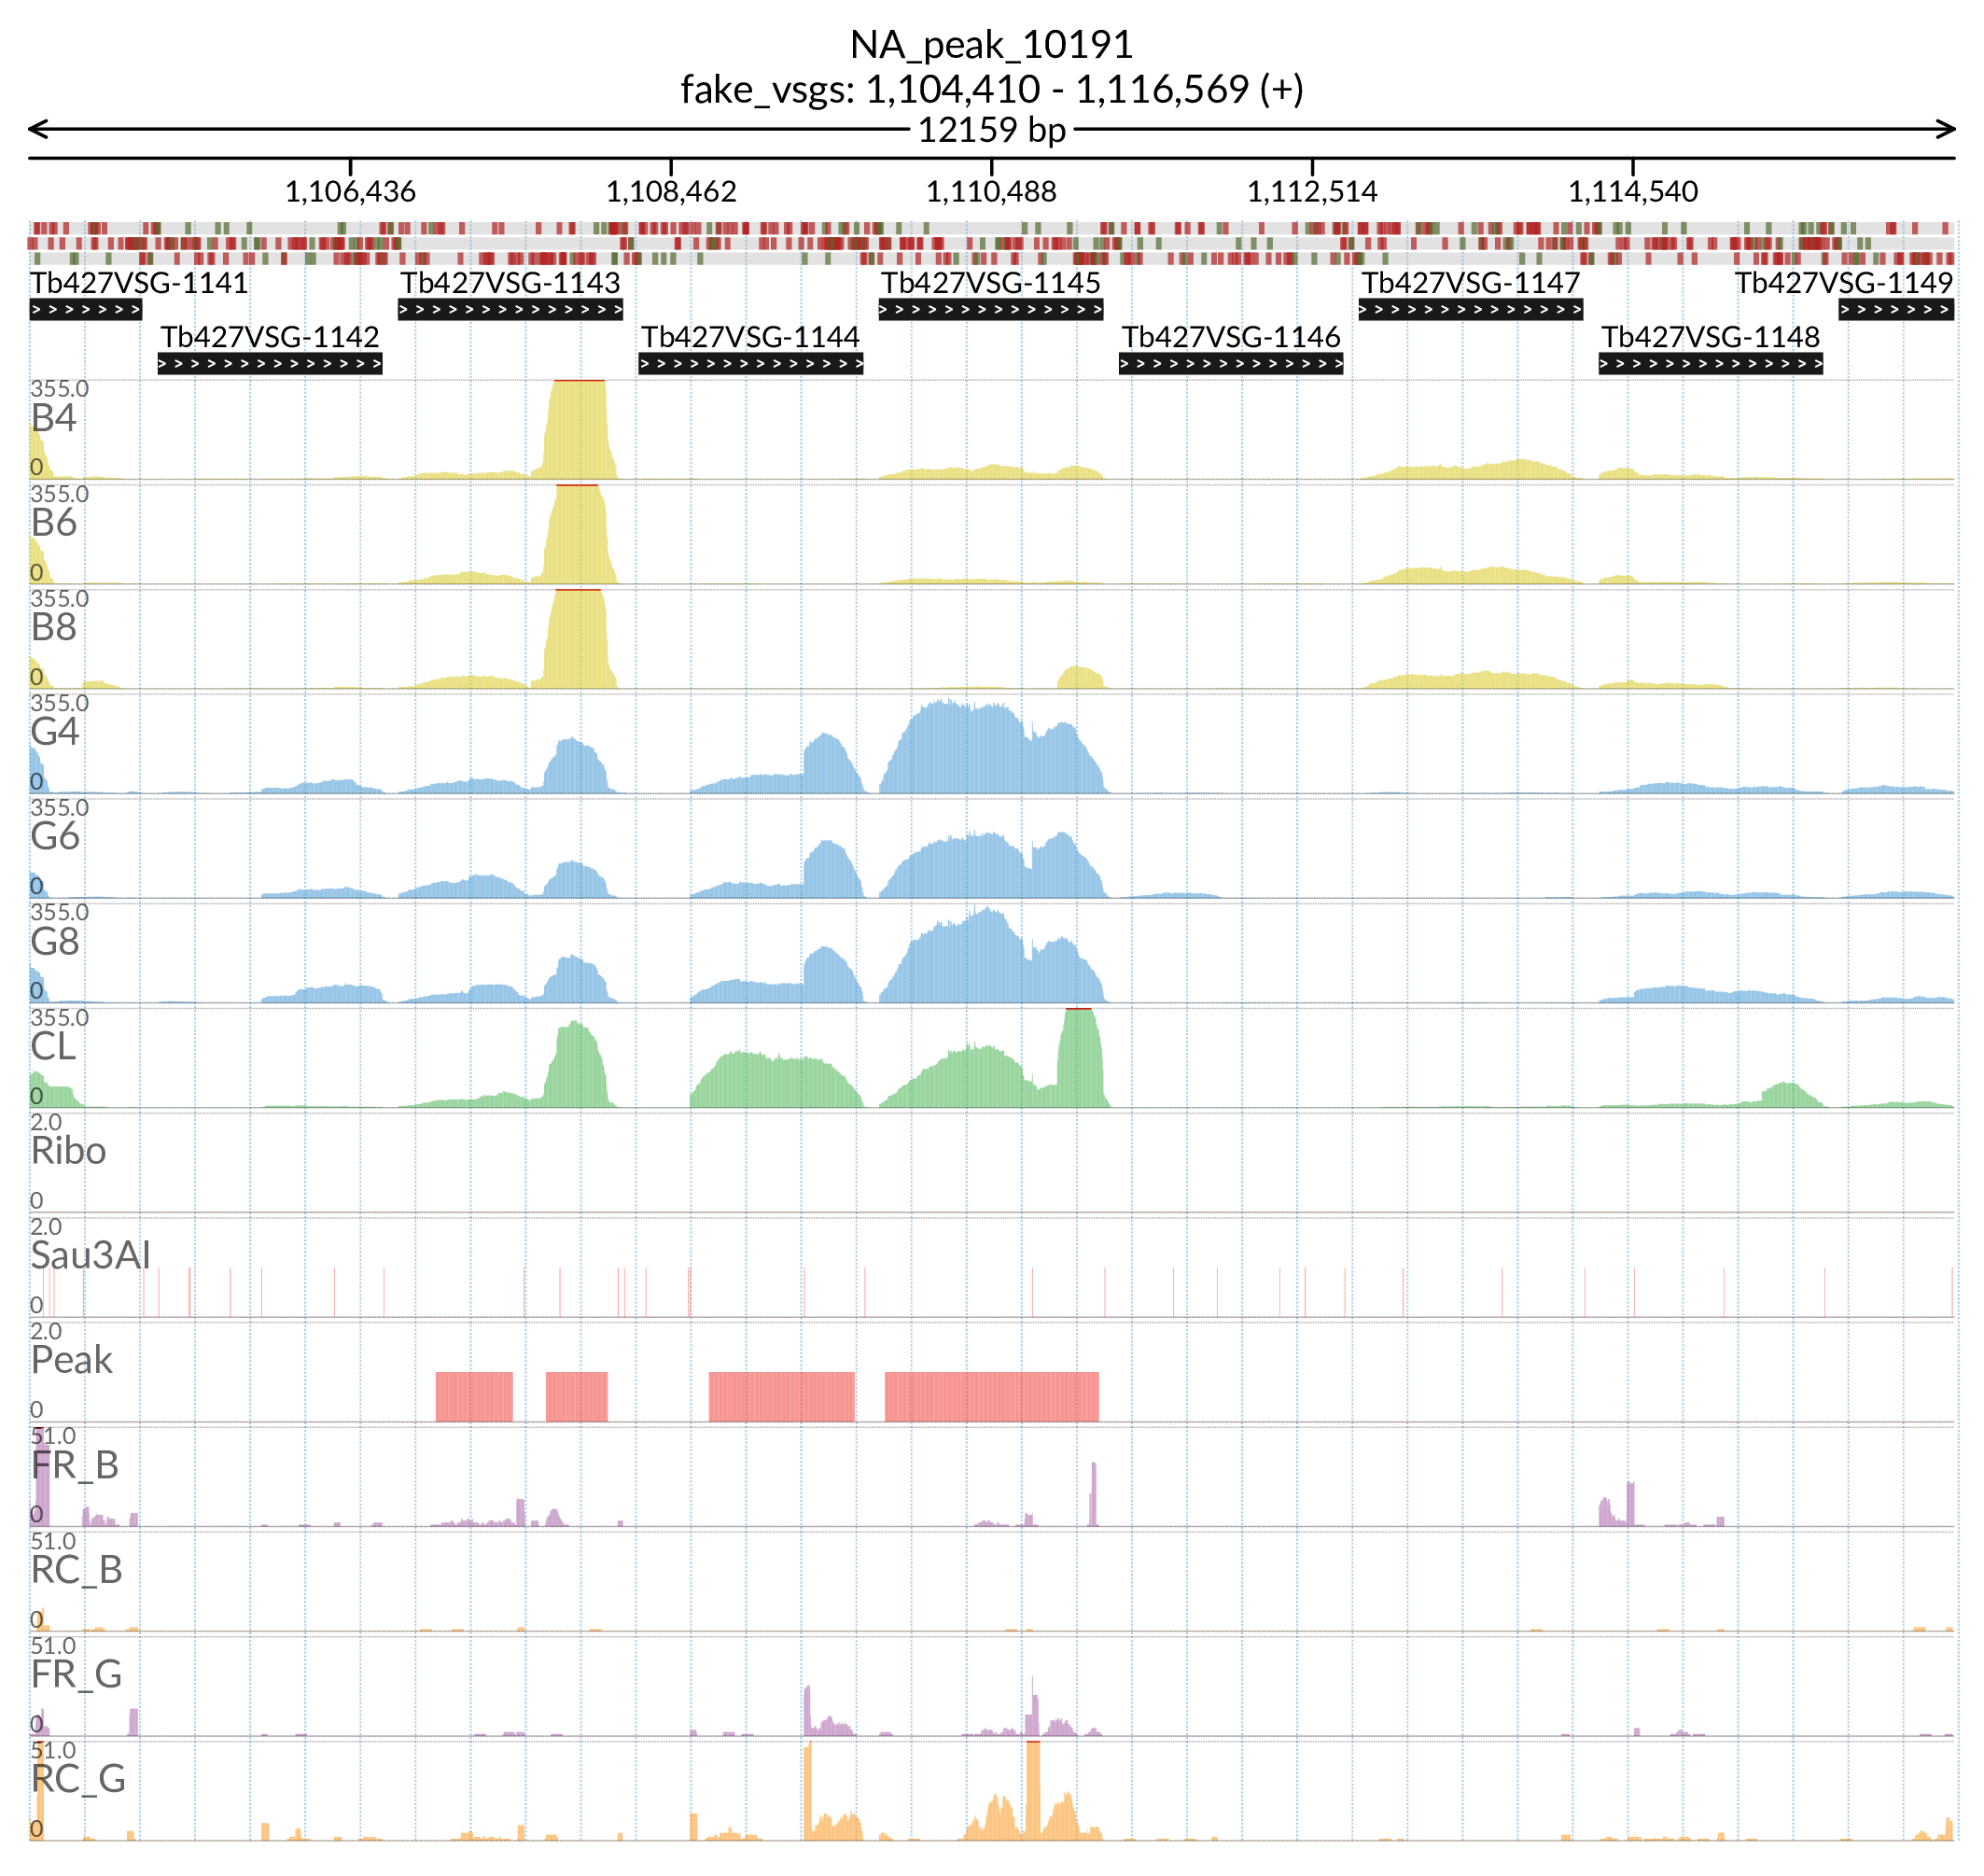 NA_peak_10191
fake_vsgs: 1,104,410 - 1,116,569 (+)
12159 bp
1,106,436 1,108,462 1,110,488 1,112,514 1,114,540
Tb427VSG-1141 Tb427VSG-1143 Tb427VSG-1145 Tb427VSG-1147 Tb427VSG-1149
Tb427VSG-1142 Tb427VSG-1144 Tb427VSG-1146 Tb427VSG-1148
355.0
B4
0
355.0
B6
0
355.0
B8
0
355.0
G4
0
355.0
G6
0
355.0
G8
0
355.0
CL
0
2.0
Ribo
0
2.0
Sau3AI
0
2.0
Peak
0
51.0
FR_B
0
51.0
RC_B
0
51.0
FR_G
0
51.0
RC_G
0